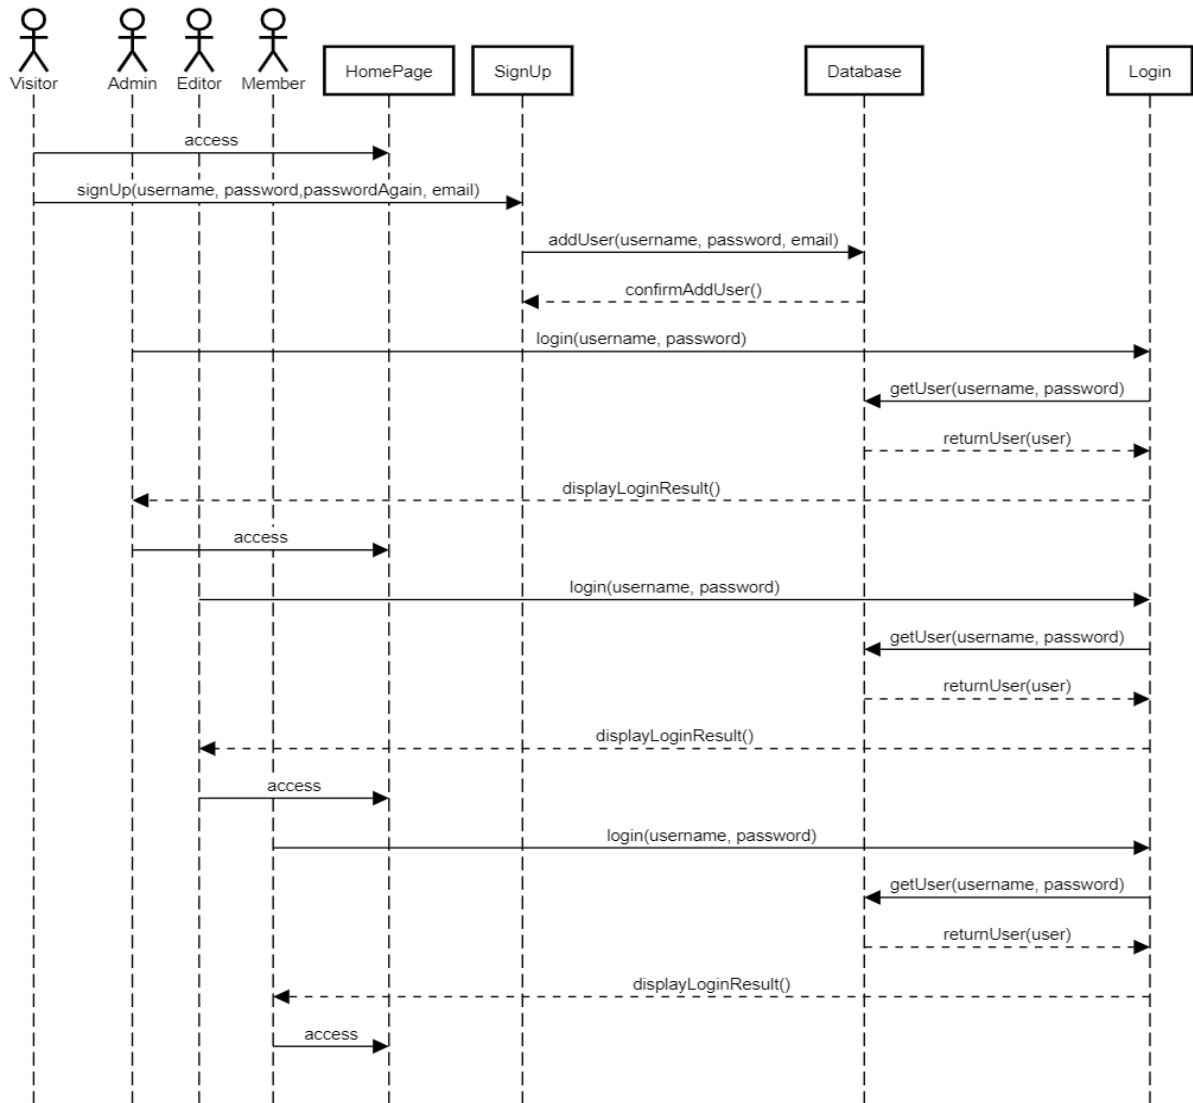 Visitor
Admin
Editor
Member
HomePage
SignUp
Database
Login
access
signUp(username, password,passwordAgain, email)
addUser(username, password, email)
confirmAddUser()
login(username, password)
getUser(username, password)
returnUser(user)
displayLoginResult()
access
login(username, password)
getUser(username, password)
returnUser(user)
displayLoginResult()
access
login(username, password)
getUser(username, password)
returnUser(user)
displayLoginResult()
access